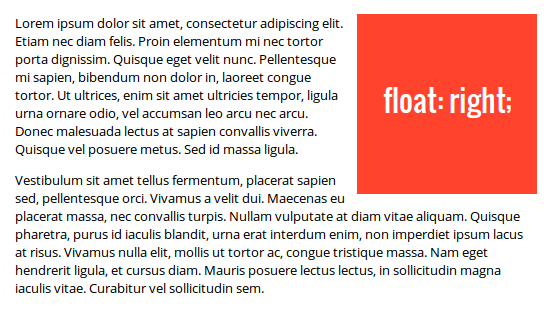 Lorem ipsum dolor sit amet, consectetur adipiscing elit.
Etiam nec diam felis. Proin elementum mi nec tortor
porta dignissim. Quisque eget velit nunc. Pellentesque
mi sapien, bibendum non dolor in, laoreet congue
tortor. Ut ultrices, enim sit amet ultricies tempor, ligula
urna ornare odio, vel accumsan leo arcu nec arcu.
Donec malesuada lectus at sapien convallis viverra.
Quisque vel posuere metus. Sed id massa ligula.
float: right;
Vestibulum sit amet tellus fermentum, placerat sapien
sed, pellentesque orci. Vivamus a velit dui. Maecenas eu
placerat massa, nec convallis turpis. Nullam vulputate at diam vitae aliquam. Quisque
pharetra, purus id iaculis blandit, urna erat interdum enim, non imperdiet ipsum lacus
at risus. Vivamus nulla elit, mollis ut tortor ac, congue tristique massa. Nam eget
hendrerit ligula, et cursus diam. Mauris posuere lectus lectus, in sollicitudin magna
iaculis vitae. Curabitur vel sollicitudin sem.